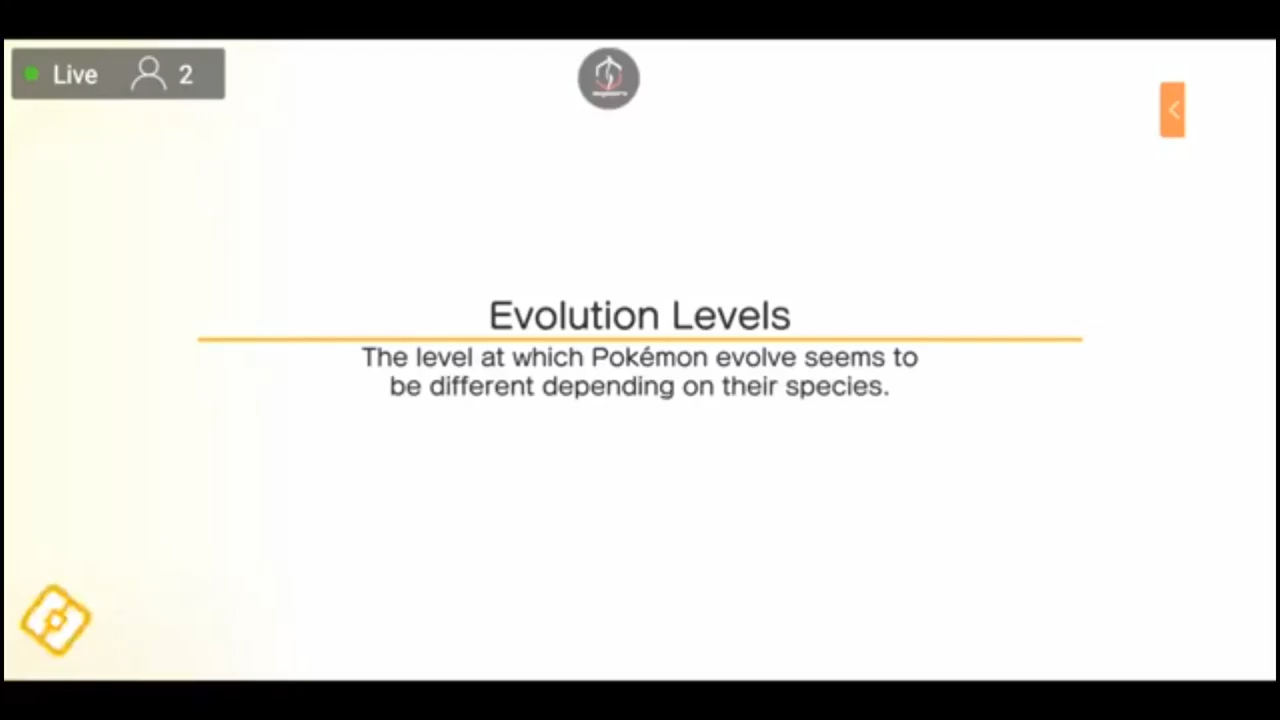 Live 2
Evolution Levels
The level at which Pokémon evolve seems to
be different depending on their species.